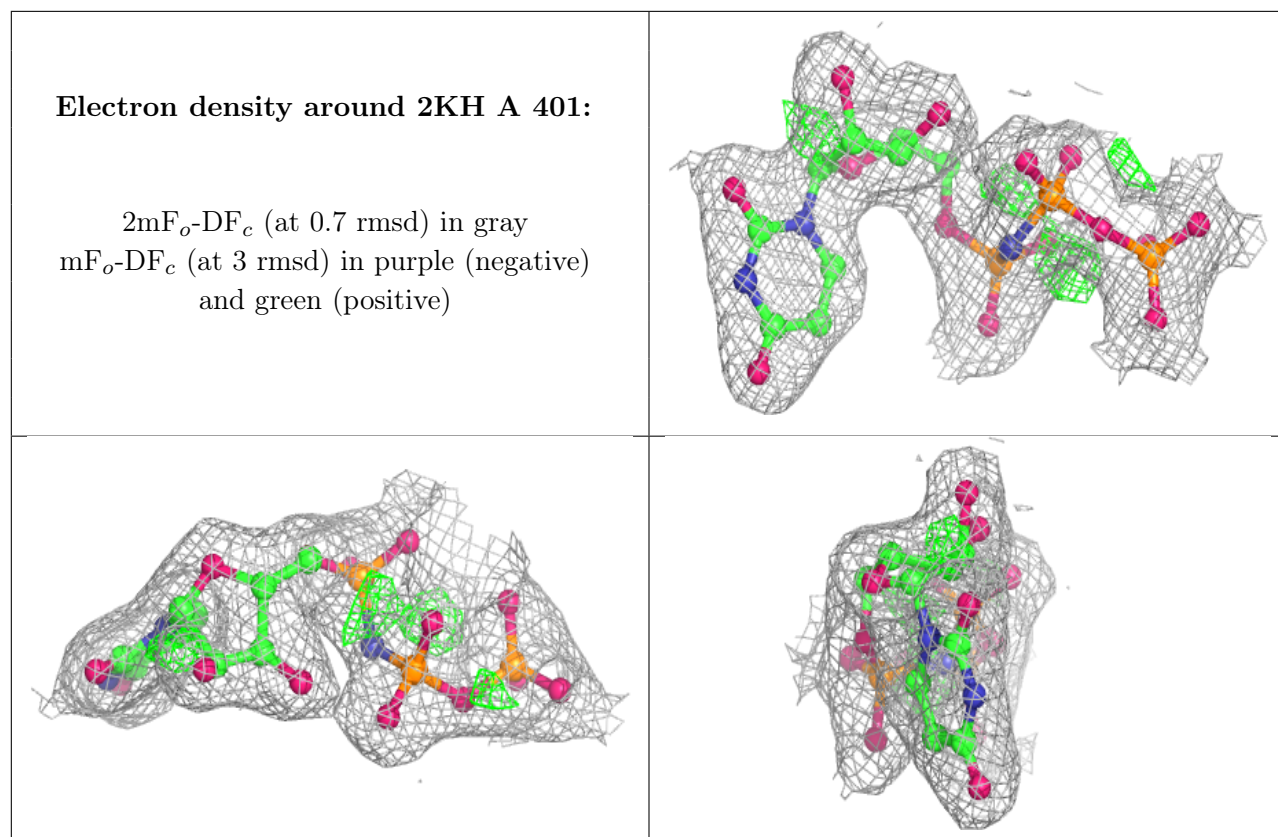 Electron density around 2KH A 401:
2mFo-DFc (at 0.7 rmsd) in gray
mFo-DFc (at 3 rmsd) in purple (negative)
and green (positive)